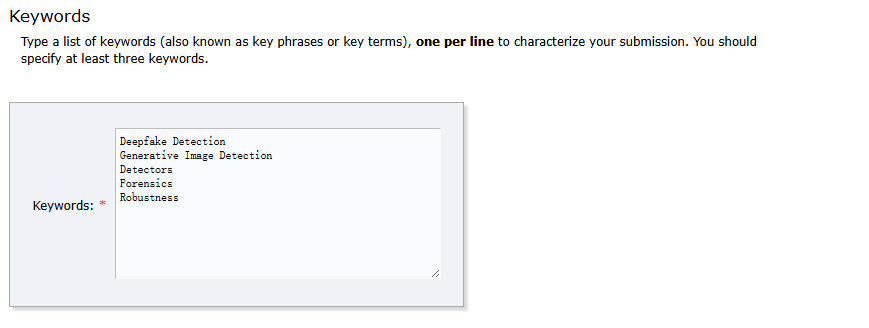 Keywords
Type a list of keywords (also known as key phrases or key terms), one per line to characterize your submission. You should
specify at least three keywords.
Keywords: *
Deepfake Detection
Generative Image Detection
Detectors
Forensics
Robustness